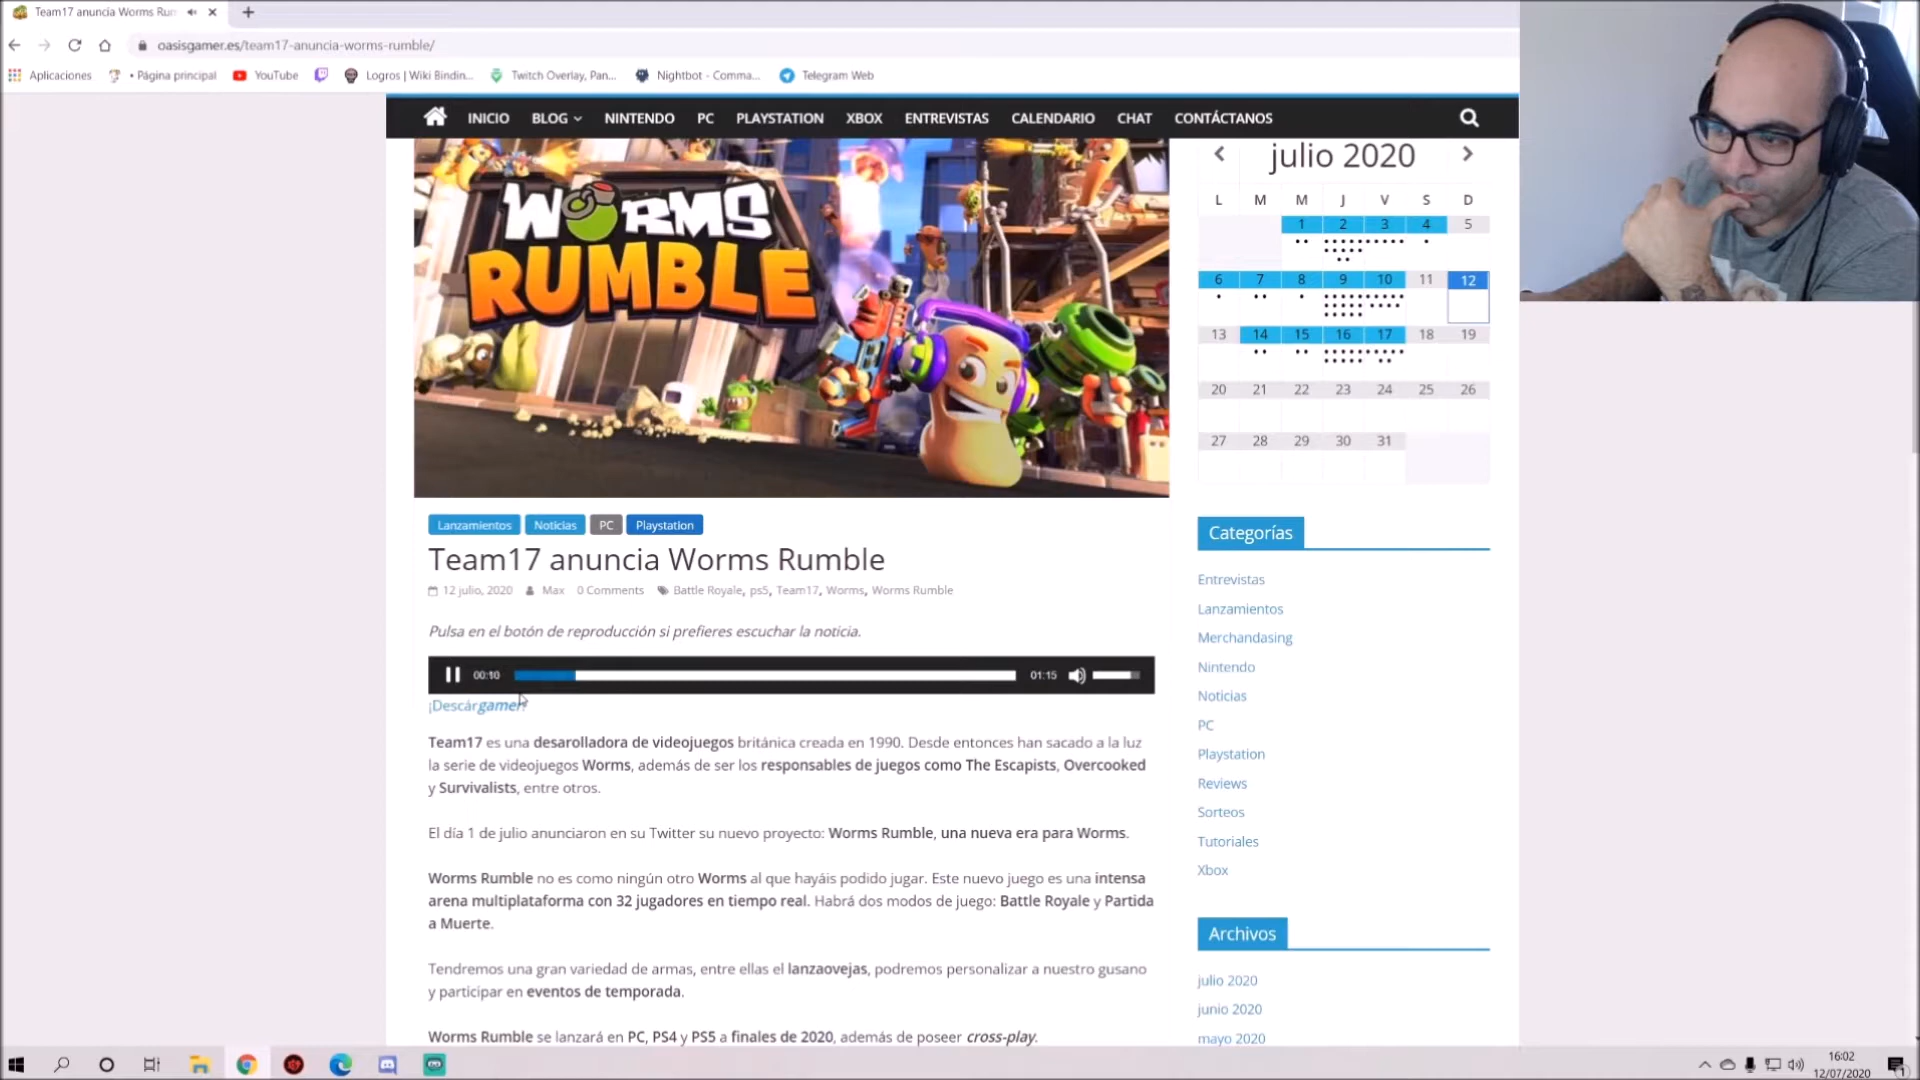 Team17 anuncia Worms Rum
oasisgamer.es/team17-anuncia-worms-rumble/
Aplicaciones
• Página principal
YouTube
Logros | Wiki Bindin...
Twitch Overlay, Pan...
Nightbot - Comma...
Telegram Web
INICIO BLOG NINTENDO PC PLAYSTATION XBOX ENTREVISTAS CALENDARIO CHAT CONTÁCTANOS
WORMS
RUMBLE
Lanzamientos Noticias PC Playstation
Team17 anuncia Worms Rumble
12 julio, 2020 Max 0 Comments Battle Royale, ps5, Team17, Worms, Worms Rumble
Pulsa en el botón de reproducción si prefieres escuchar la noticia.
00:10 01:15
¡Descárgamer!
Team17 es una desarolladora de videojuegos británica creada en 1990. Desde entonces han sacado a la luz
la serie de videojuegos Worms, además de ser los responsables de juegos como The Escapists, Overcooked
y Survivalists, entre otros.
El día 1 de julio anunciaron en su Twitter su nuevo proyecto: Worms Rumble, una nueva era para Worms.
Worms Rumble no es como ningún otro Worms al que hayáis podido jugar. Este nuevo juego es una intensa
arena multiplataforma con 32 jugadores en tiempo real. Habrá dos modos de juego: Battle Royale y Partida
a Muerte.
Tendremos una gran variedad de armas, entre ellas el lanzaovejas, podremos personalizar a nuestro gusano
y participar en eventos de temporada.
Worms Rumble se lanzará en PC, PS4 y PS5 a finales de 2020, además de poseer cross-play.
julio 2020
L M M J V S D
1 2 3 4 5
6 7 8 9 10 11 12
13 14 15 16 17 18 19
20 21 22 23 24 25 26
27 28 29 30 31
Categorías
Entrevistas
Lanzamientos
Merchandasing
Nintendo
Noticias
PC
Playstation
Reviews
Sorteos
Tutoriales
Xbox
Archivos
julio 2020
junio 2020
mayo 2020
16:02
12/07/2020
1